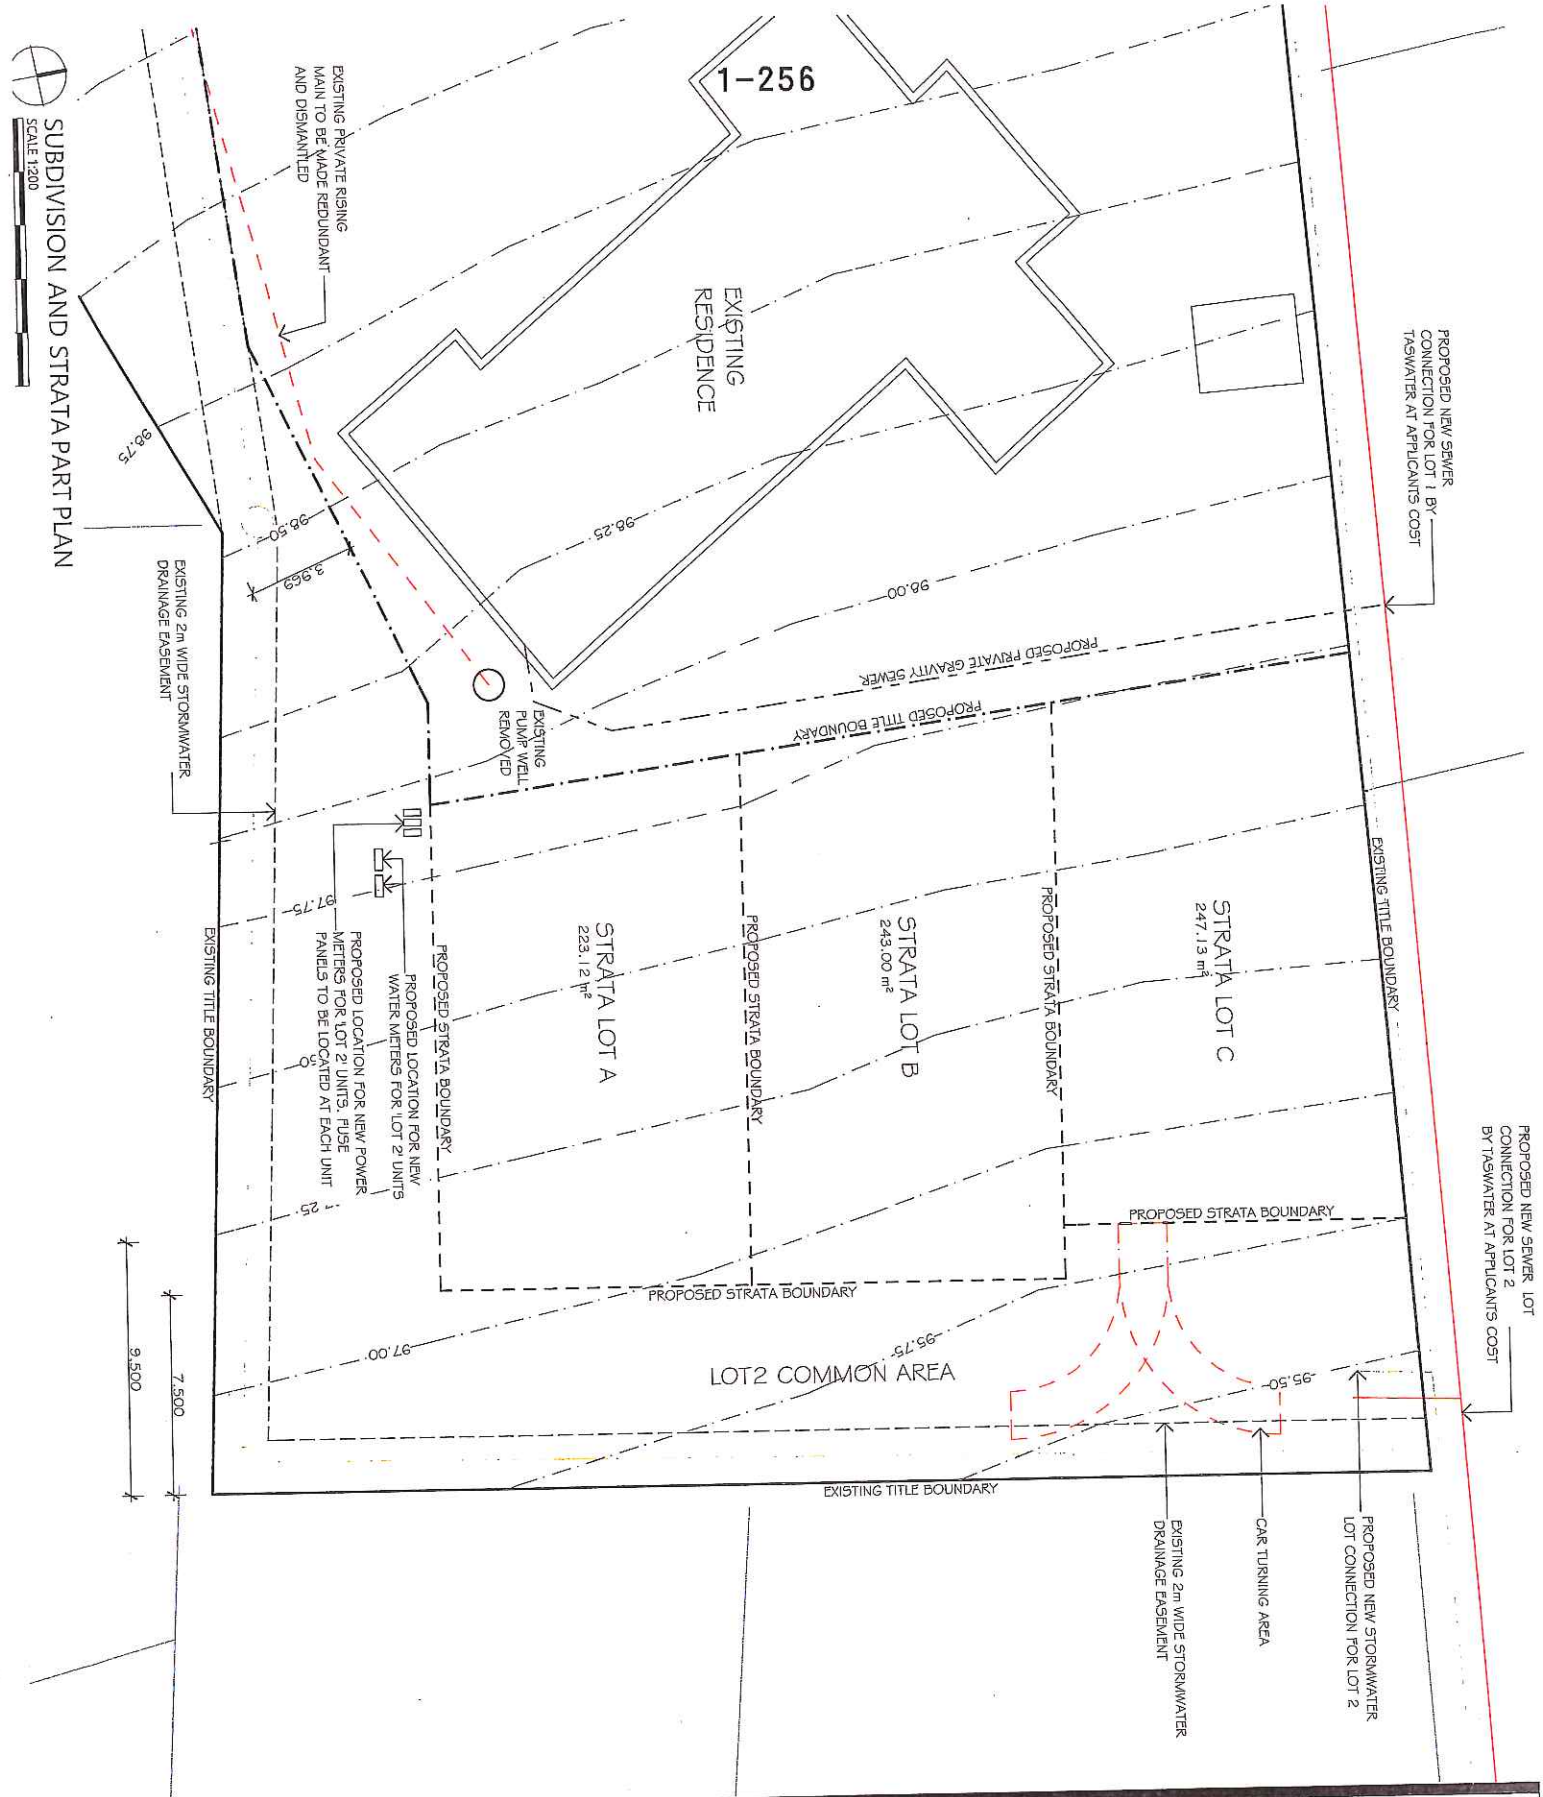 1-256
SUBDIVISION AND STRATA PART PLAN
SCALE 1:200
EXISTING PRIVATE RISING
MAIN TO BE MADE REDUNDANT
AND DISMANTLED
EXISTING
RESIDENCE
PROPOSED NEW SEWER
CONNECTION FOR LOT 1 BY
TASWATER AT APPLICANTS COST
98.75
98.50
98.25
98.00
3.969
EXISTING 2m WIDE STORMWATER
DRAINAGE EASEMENT
PROPOSED PRIVATE GRAVITY SEWER
PROPOSED TITLE BOUNDARY
EXISTING
PUMP WELL
REMOVED
EXISTING TITLE BOUNDARY
STRATA LOT C
247.13 m²
PROPOSED STRATA BOUNDARY
STRATA LOT B
243.00 m²
PROPOSED STRATA BOUNDARY
STRATA LOT A
223.12 m²
PROPOSED STRATA BOUNDARY
PROPOSED LOCATION FOR NEW
WATER METERS FOR 'LOT 2' UNITS
PROPOSED LOCATION FOR NEW POWER
METERS FOR 'LOT 2' UNITS. FUSE
PANELS TO BE LOCATED AT EACH UNIT
97.75
50
25
EXISTING TITLE BOUNDARY
PROPOSED NEW SEWER LOT
CONNECTION FOR LOT 2
BY TASWATER AT APPLICANTS COST
PROPOSED STRATA BOUNDARY
PROPOSED STRATA BOUNDARY
97.00
95.75
95.50
LOT2 COMMON AREA
9,500
7,500
EXISTING TITLE BOUNDARY
PROPOSED NEW STORMWATER
LOT CONNECTION FOR LOT 2
CAR TURNING AREA
EXISTING 2m WIDE STORMWATER
DRAINAGE EASEMENT